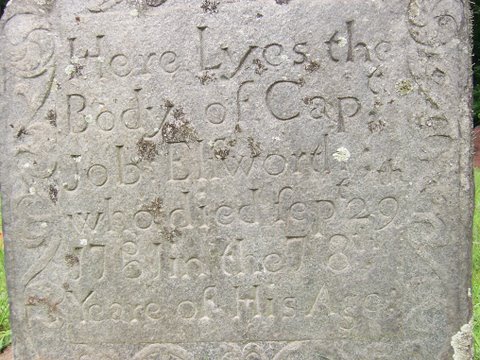 Here Lyes the
Body of Capt
Job Elſworth
who died ſept 29
1751 in the 78th
Yeare of His Age